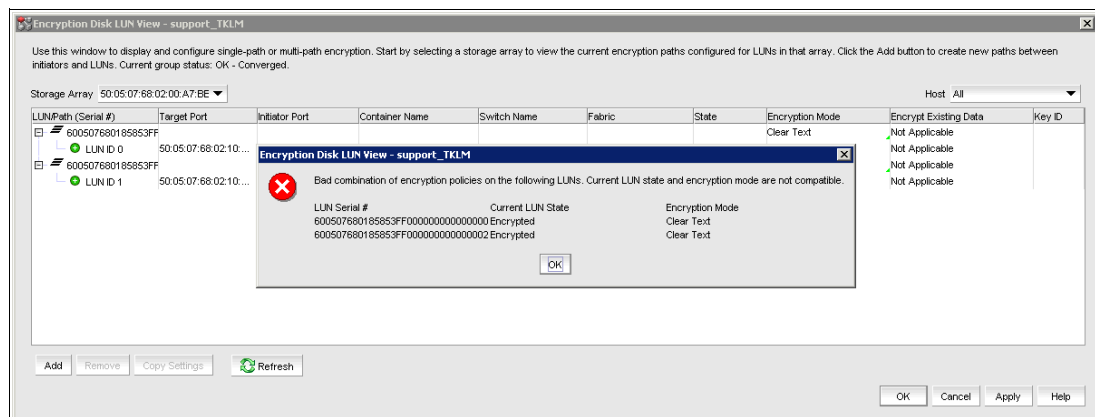 Encryption Disk LUN View - support_TKLM
Use this window to display and configure single-path or multi-path encryption. Start by selecting a storage array to view the current encryption paths configured for LUNs in that array. Click the Add button to create new paths between
initiators and LUNs. Current group status: OK - Converged.
Storage Array 50:05:07:68:02:00:A7:BE Host All
LUN/Path (Serial #) Target Port Initiator Port Container Name Switch Name Fabric State Encryption Mode Encrypt Existing Data Key ID
600507680185853FF Clear Text Not Applicable
LUN ID 0 50:05:07:68:02:10:... Not Applicable
600507680185853FF Not Applicable
LUN ID 1 50:05:07:68:02:10:... Not Applicable
Encryption Disk LUN View - support_TKLM
Bad combination of encryption policies on the following LUNs. Current LUN state and encryption mode are not compatible.
LUN Serial # Current LUN State Encryption Mode
600507680185853FF000000000000000 Encrypted Clear Text
600507680185853FF000000000000002 Encrypted Clear Text
OK
Add Remove Copy Settings Refresh
OK Cancel Apply Help